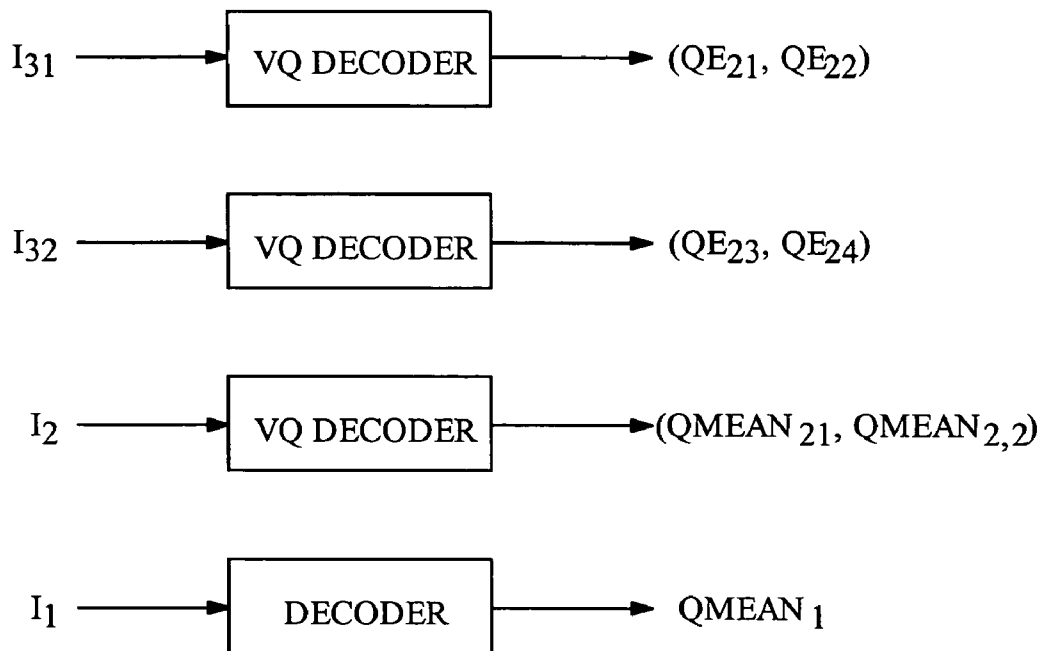 I31 VQ DECODER (QE21, QE22)
I32 VQ DECODER (QE23, QE24)
I2 VQ DECODER (QMEAN21, QMEAN2,2)
I1 DECODER QMEAN1